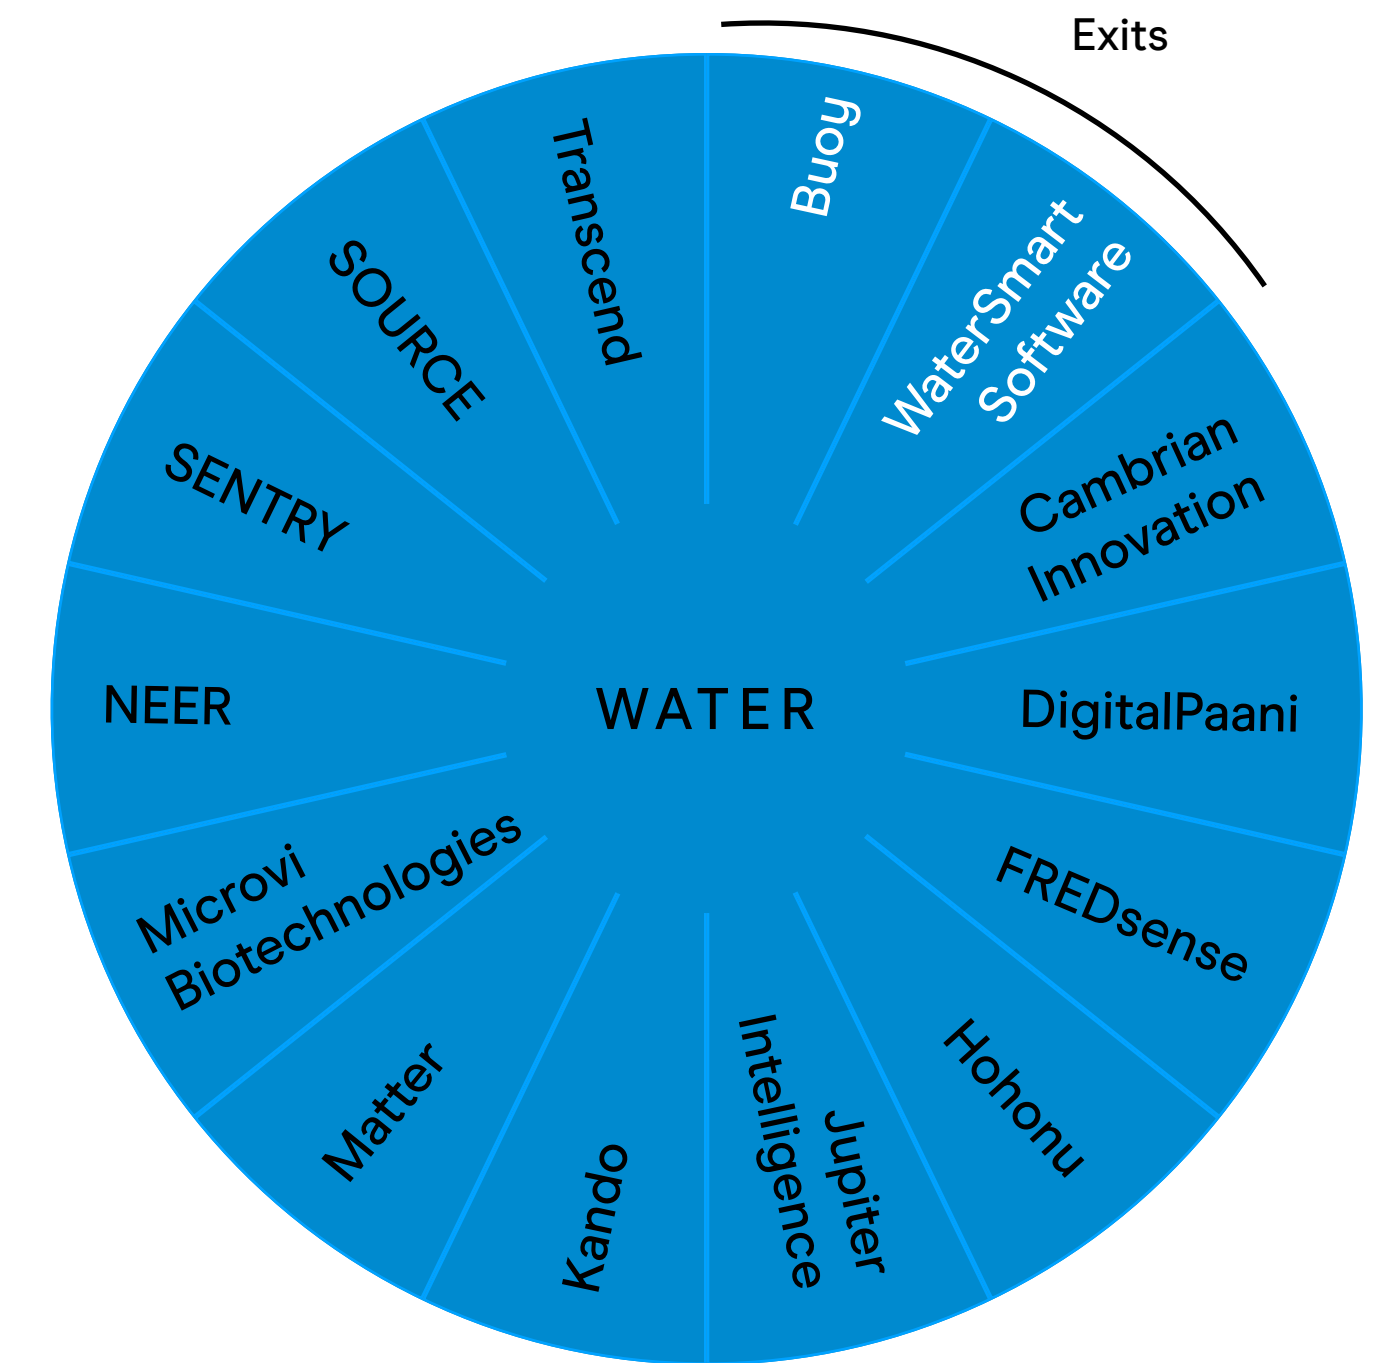 Exits
Buoy
WaterSmart
Software
Cambrian
Innovation
DigitalPaani
FREDsense
Hohonu
Jupiter
Intelligence
Kando
Matter
Microvi
Biotechnologies
NEER
SENTRY
SOURCE
Transcend
WATER